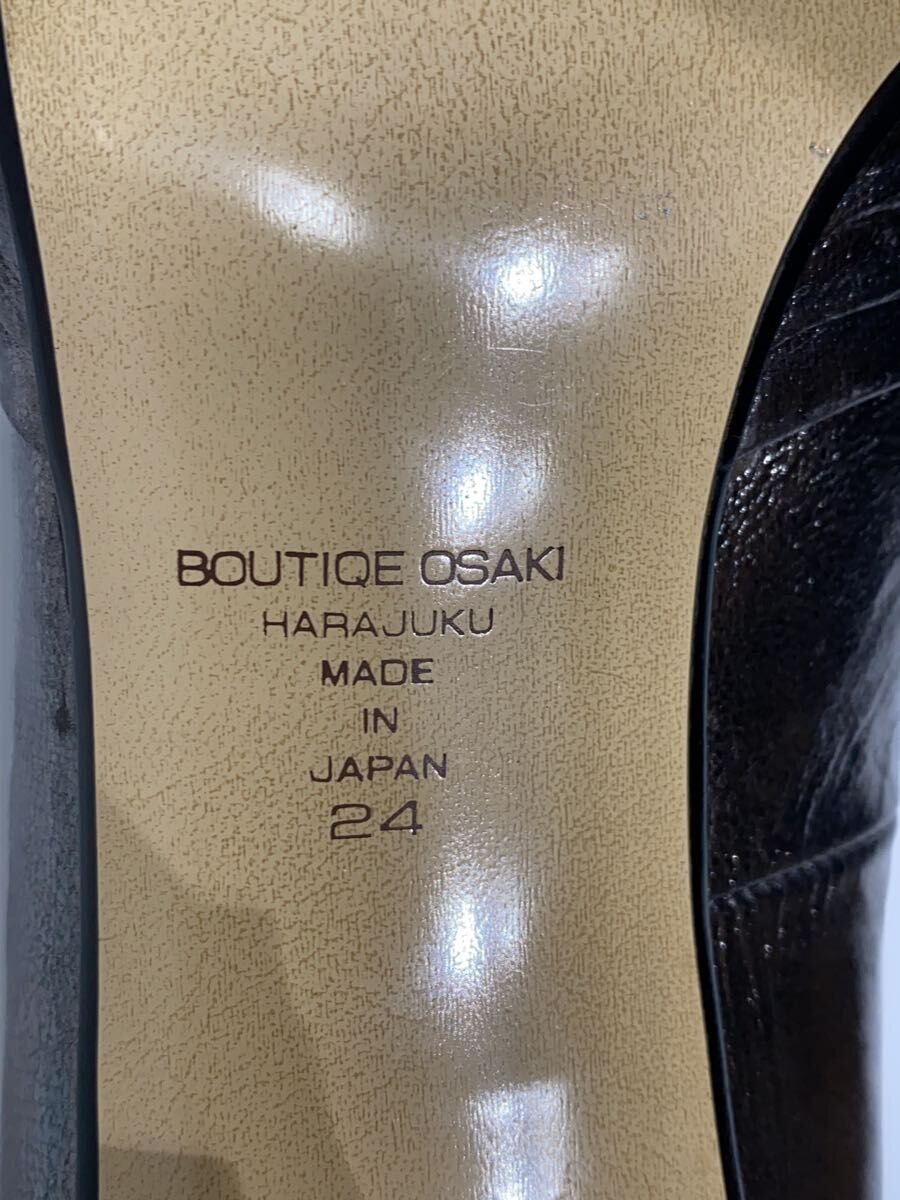 BOUTIQE OSAKI
HARAJUKU
MADE
IN
JAPAN
24